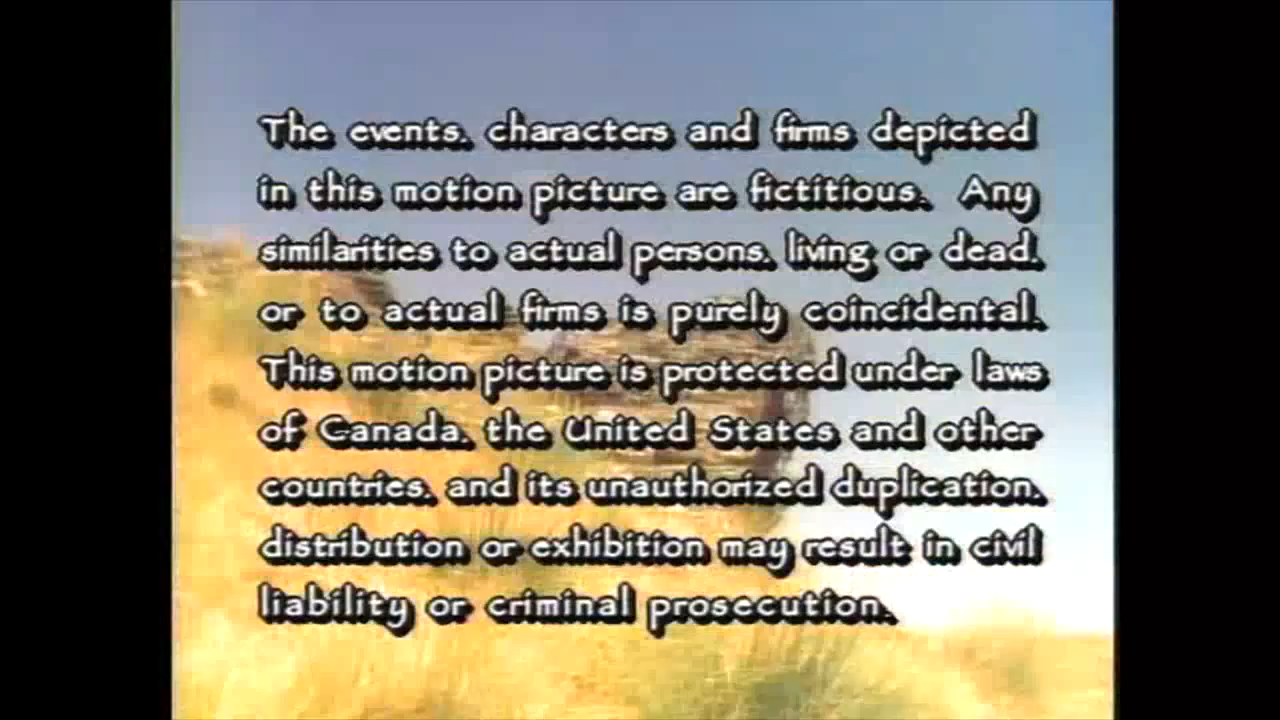 The events, characters and firms depicted
in this motion picture are fictitious. Any
similarities to actual persons, living or dead,
or to actual firms is purely coincidental.
This motion picture is protected under laws
of Canada, the United States and other
countries, and its unauthorized duplication,
distribution or exhibition may result in civil
liability or criminal prosecution.